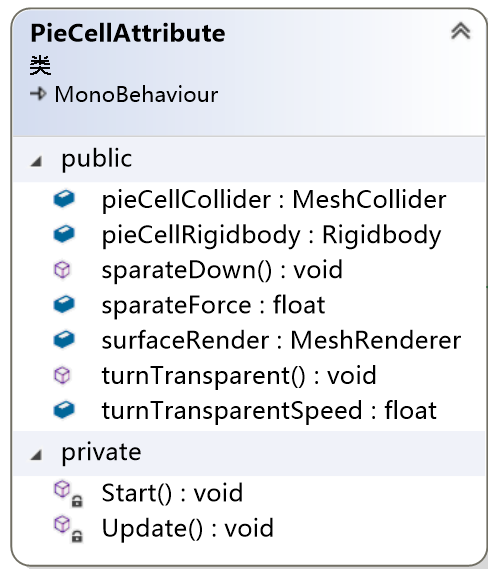 PieCellAttribute
类
MonoBehaviour
public
pieCellCollider : MeshCollider
pieCellRigidbody : Rigidbody
sparateDown() : void
sparateForce : float
surfaceRender : MeshRenderer
turnTransparent() : void
turnTransparentSpeed : float
private
Start() : void
Update() : void